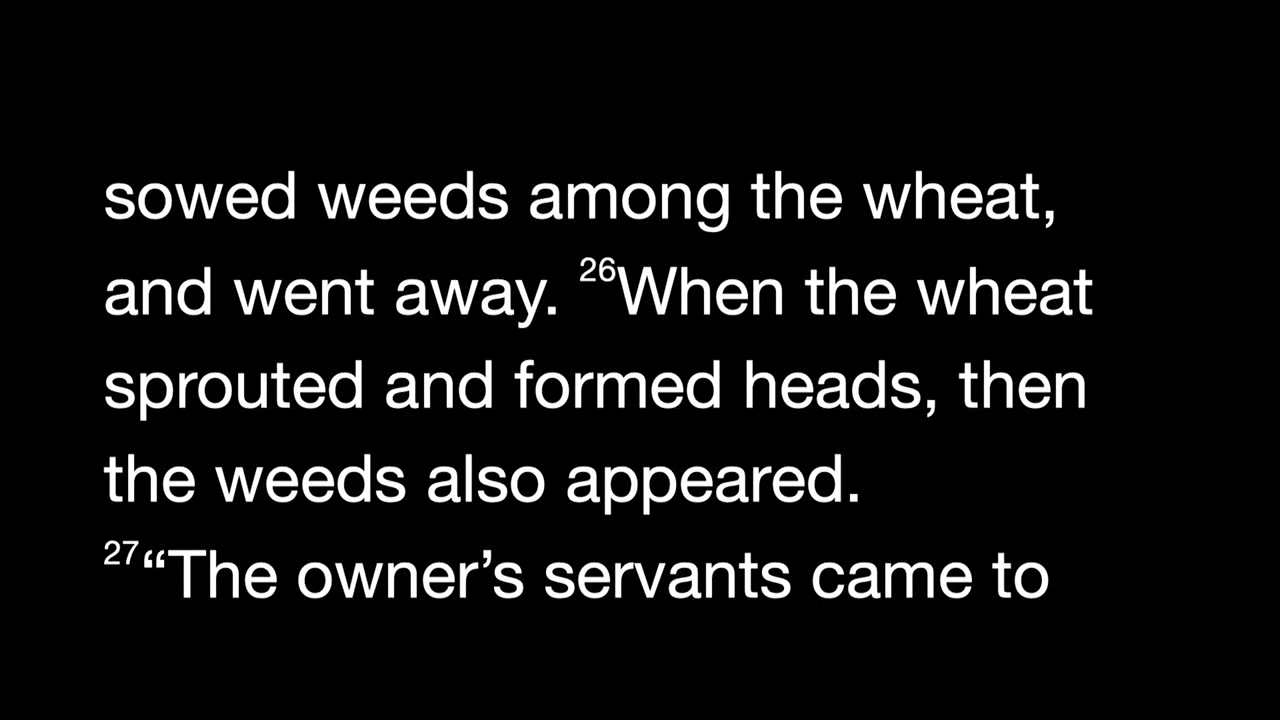 sowed weeds among the wheat,
and went away. 26When the wheat
sprouted and formed heads, then
the weeds also appeared.
27“The owner’s servants came to